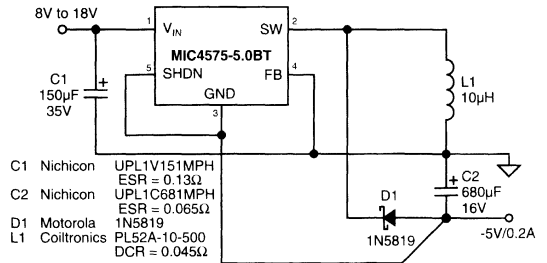 8V to 18V
1
VIN
SW
2
MIC4575-5.0BT
5
SHDN
FB
4
GND
3
C1
150µF
35V
+
L1
10µH
C1 Nichicon UPL1V151MPH
ESR = 0.13Ω
C2 Nichicon UPL1C681MPH
ESR = 0.065Ω
D1 Motorola 1N5819
L1 Coiltronics PL52A-10-500
DCR = 0.045Ω
+
C2
680µF
16V
D1
1N5819
-5V/0.2A